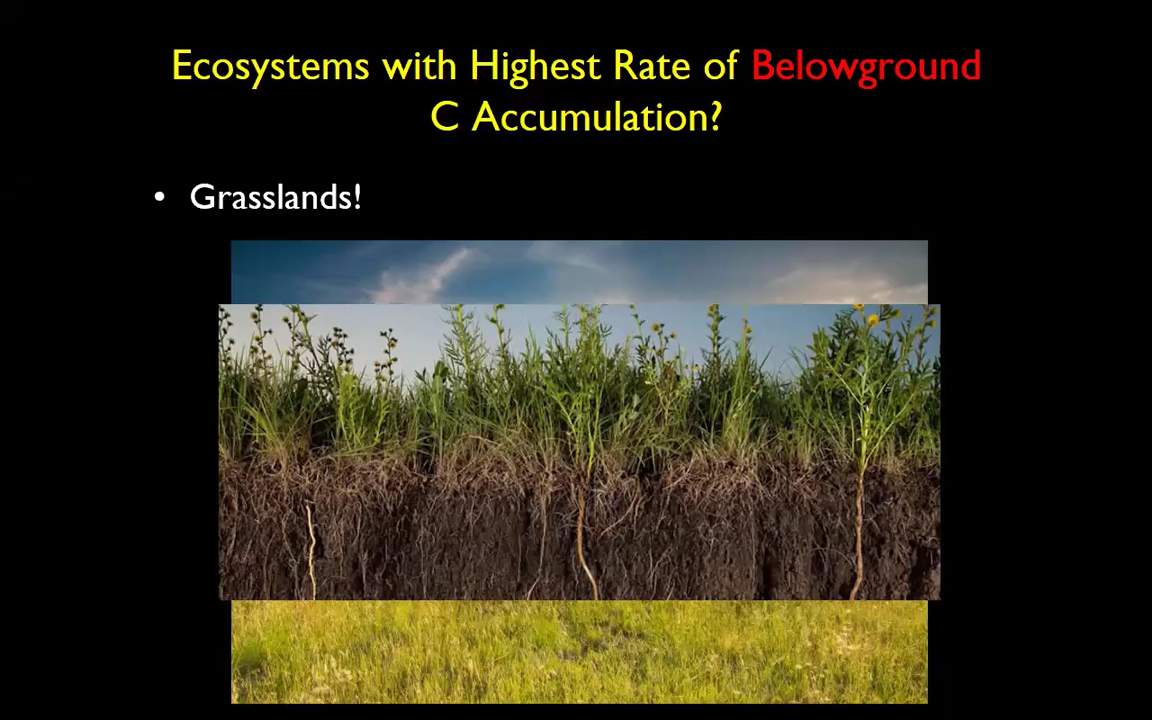 Ecosystems with Highest Rate of Belowground
C Accumulation?
• Grasslands!